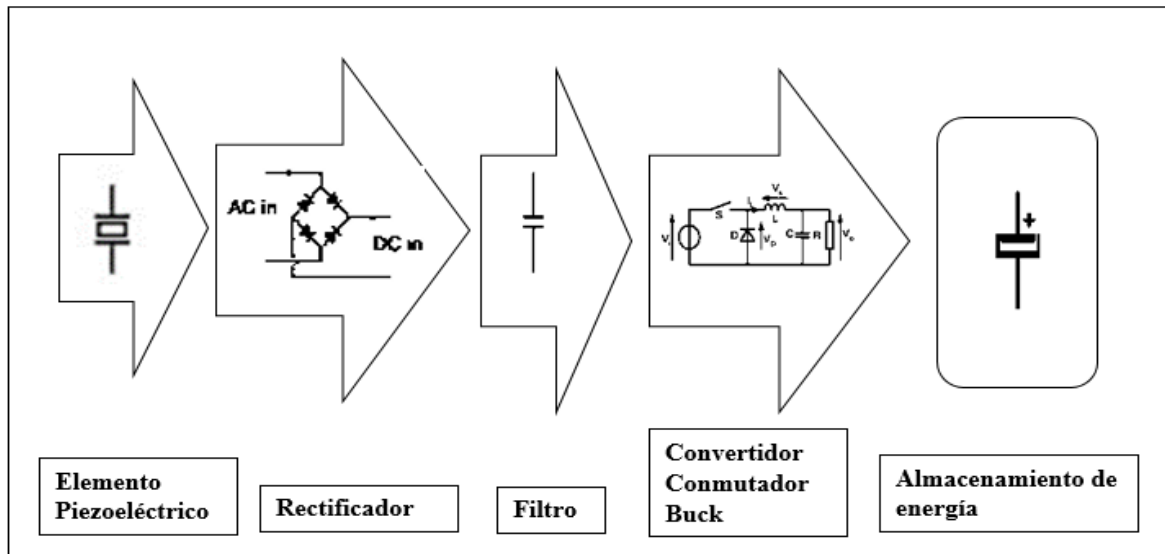 AC in
DC in
S
L
D
C
R
Elemento
Piezoeléctrico
Rectificador
Filtro
Convertidor
Conmutador
Buck
Almacenamiento de
energía